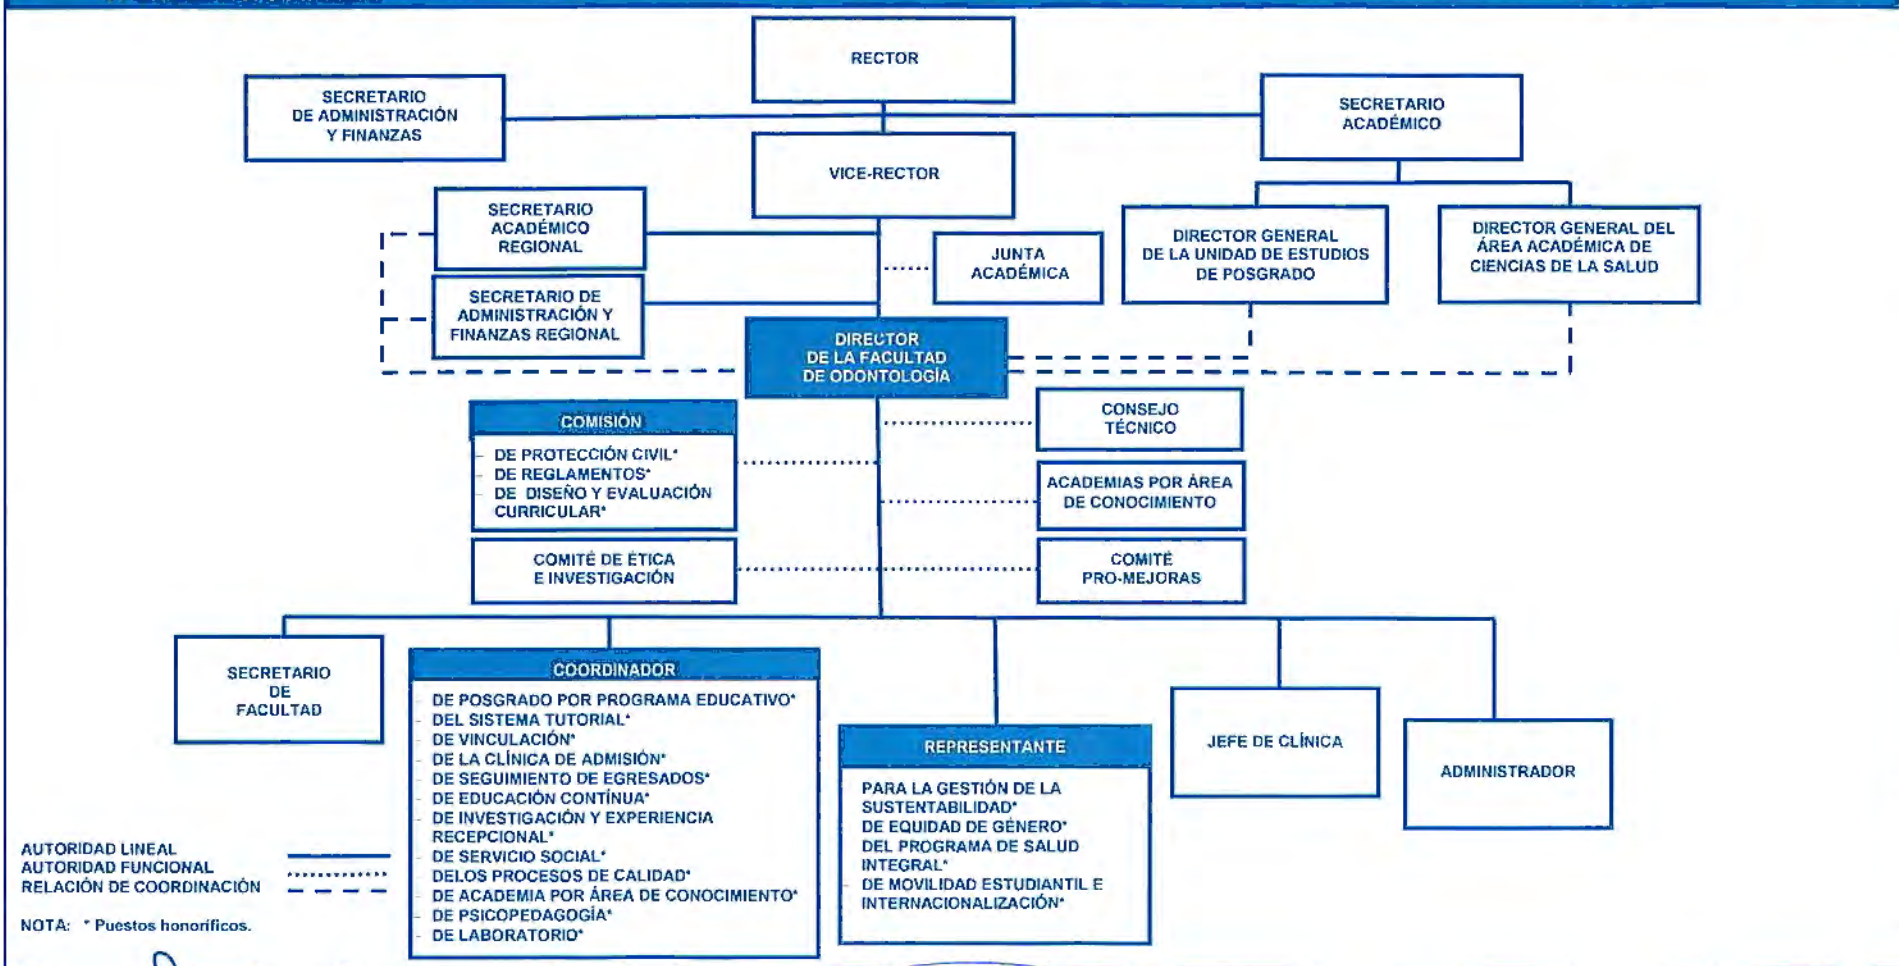 RECTOR
SECRETARIO
DE ADMINISTRACIÓN
Y FINANZAS
SECRETARIO
ACADÉMICO
VICE-RECTOR
SECRETARIO
ACADÉMICO
REGIONAL
JUNTA
ACADÉMICA
DIRECTOR GENERAL
DE LA UNIDAD DE ESTUDIOS
DE POSGRADO
DIRECTOR GENERAL DEL
ÁREA ACADÉMICA DE
CIENCIAS DE LA SALUD
SECRETARIO DE
ADMINISTRACIÓN Y
FINANZAS REGIONAL
DIRECTOR
DE LA FACULTAD
DE ODONTOLOGÍA
COMISIÓN
- DE PROTECCIÓN CIVIL*
- DE REGLAMENTOS*
- DE DISEÑO Y EVALUACIÓN
CURRICULAR*
CONSEJO
TÉCNICO
ACADEMIAS POR ÁREA
DE CONOCIMIENTO
COMITÉ DE ÉTICA
E INVESTIGACIÓN
COMITÉ
PRO-MEJORAS
SECRETARIO
DE
FACULTAD
COORDINADOR
- DE POSGRADO POR PROGRAMA EDUCATIVO*
- DEL SISTEMA TUTORIAL*
- DE VINCULACIÓN*
- DE LA CLÍNICA DE ADMISIÓN*
- DE SEGUIMIENTO DE EGRESADOS*
- DE EDUCACIÓN CONTÍNUA*
- DE INVESTIGACIÓN Y EXPERIENCIA
RECEPCIONAL*
- DE SERVICIO SOCIAL*
- DELOS PROCESOS DE CALIDAD*
- DE ACADEMIA POR ÁREA DE CONOCIMIENTO*
- DE PSICOPEDAGOGÍA*
- DE LABORATORIO*
REPRESENTANTE
PARA LA GESTIÓN DE LA
SUSTENTABILIDAD*
- DE EQUIDAD DE GÉNERO*
DEL PROGRAMA DE SALUD
INTEGRAL*
- DE MOVILIDAD ESTUDIANTIL E
INTERNACIONALIZACIÓN*
JEFE DE CLÍNICA
ADMINISTRADOR
AUTORIDAD LINEAL
AUTORIDAD FUNCIONAL
RELACIÓN DE COORDINACIÓN
NOTA: * Puestos honoríficos.